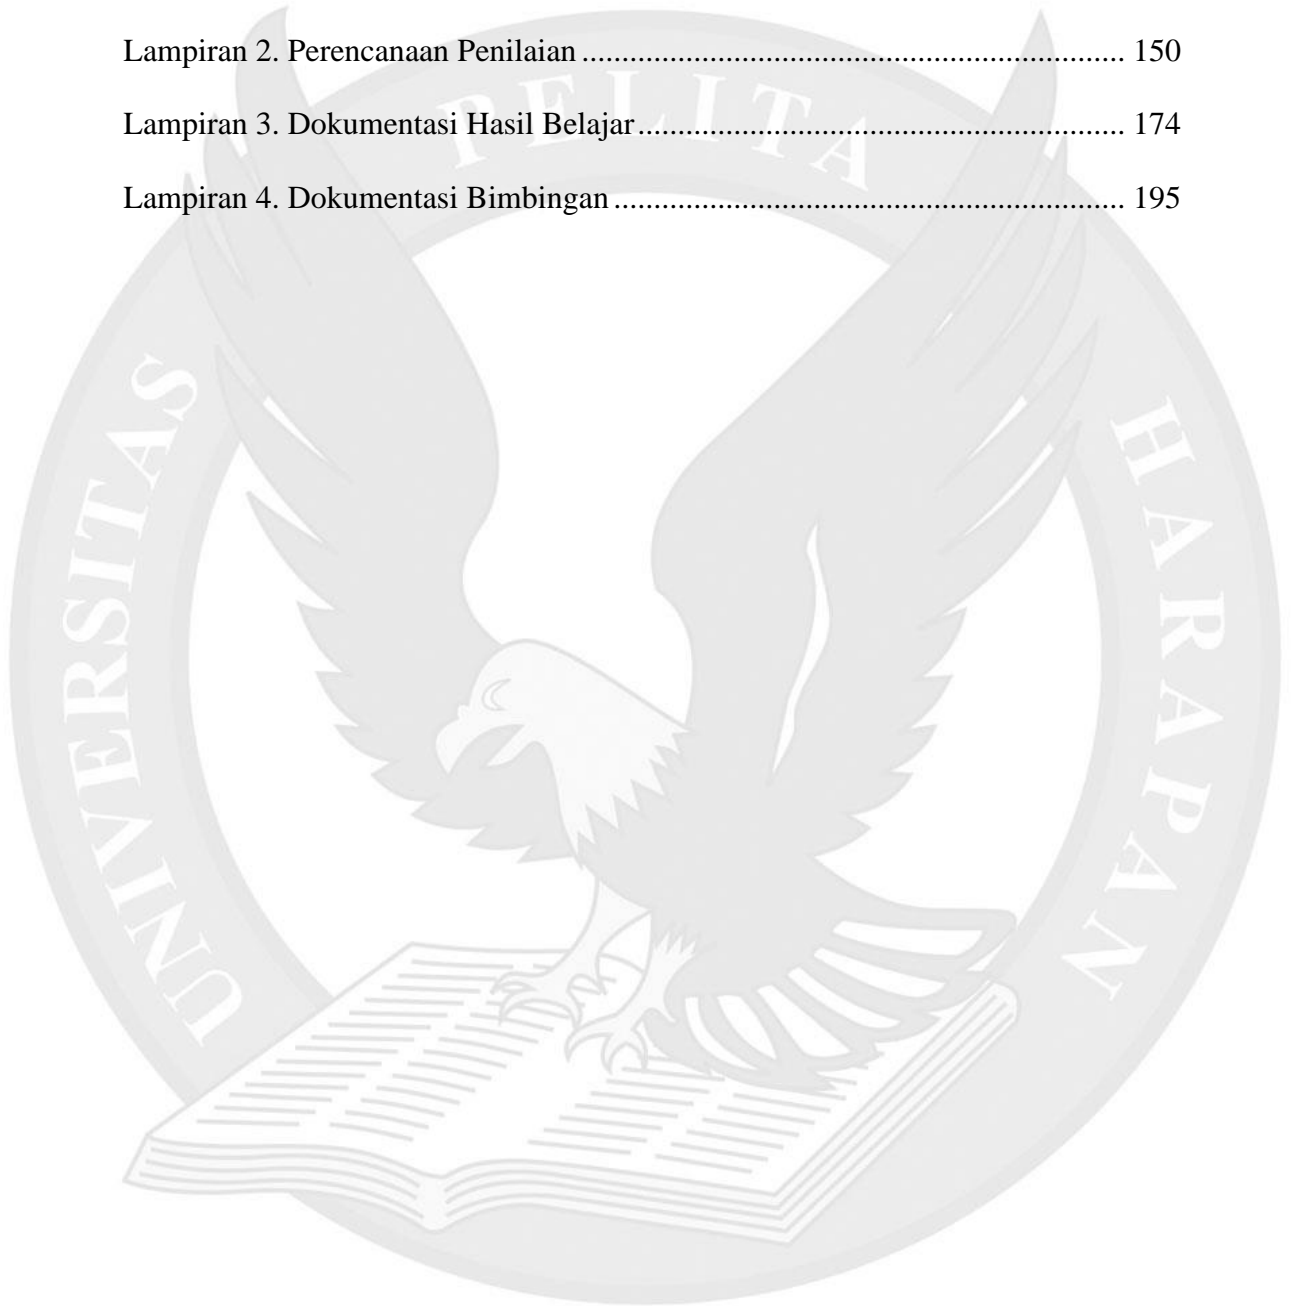 Lampiran 2. Perencanaan Penilaian .................................................................... 150
Lampiran 3. Dokumentasi Hasil Belajar............................................................. 174
Lampiran 4. Dokumentasi Bimbingan ................................................................ 195
UNIVERSITAS PELITA HARAPAN